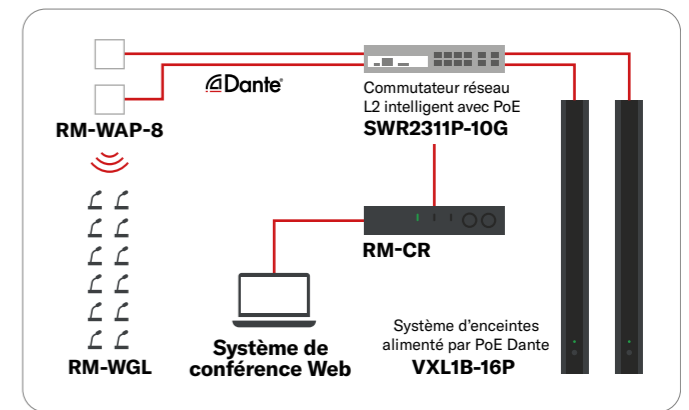 Dante
Commutateur réseau
L2 intelligent avec PoE
SWR2311P-10G
RM-WAP-8
RM-CR
RM-WGL
Système de
conférence Web
Système d'enceintes
alimenté par PoE Dante
VXL1B-16P